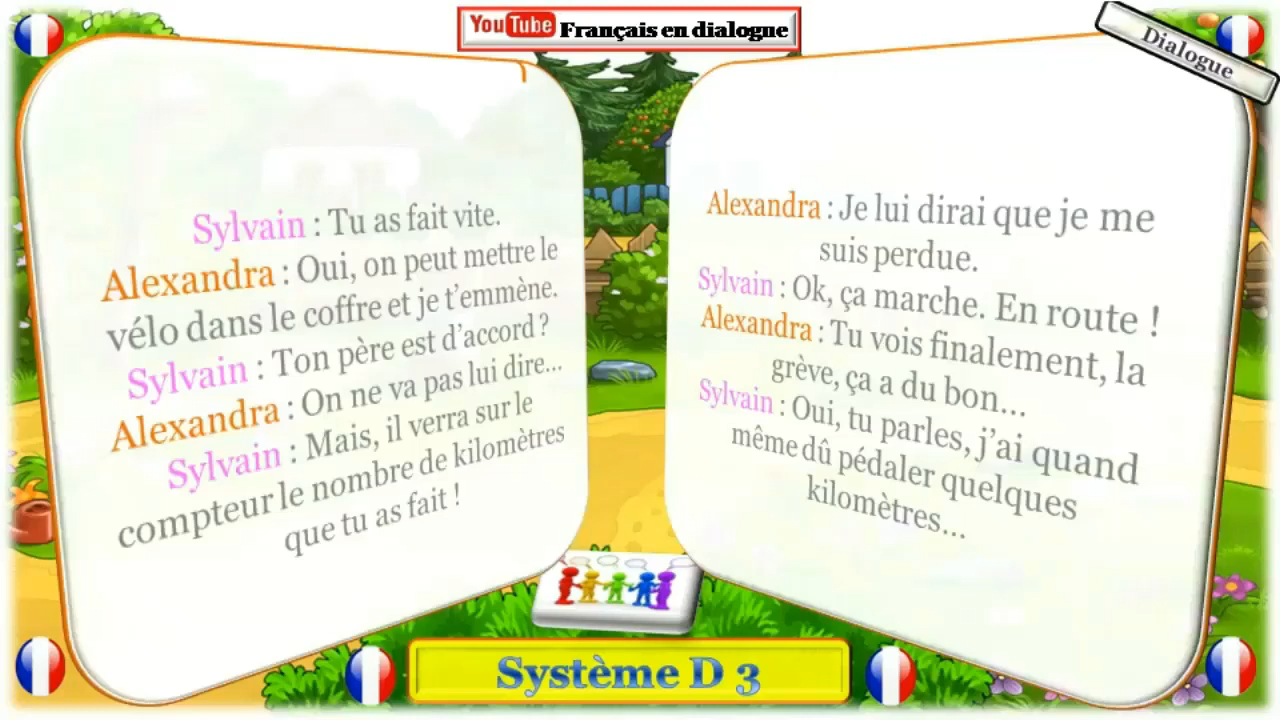 YouTube Français en dialogue
Dialogue
Sylvain : Tu as fait vite.
Alexandra : Oui, on peut mettre le
vélo dans le coffre et je t’emmène.
Sylvain : Ton père est d’accord ?
Alexandra : On ne va pas lui dire...
Sylvain : Mais, il verra sur le
compteur le nombre de kilomètres
que tu as fait !
Alexandra : Je lui dirai que je me
suis perdue.
Sylvain : Ok, ça marche. En route !
Alexandra : Tu vois finalement, la
grève, ça a du bon...
Sylvain : Oui, tu parles, j’ai quand
même dû pédaler quelques
kilomètres...
Système D 3